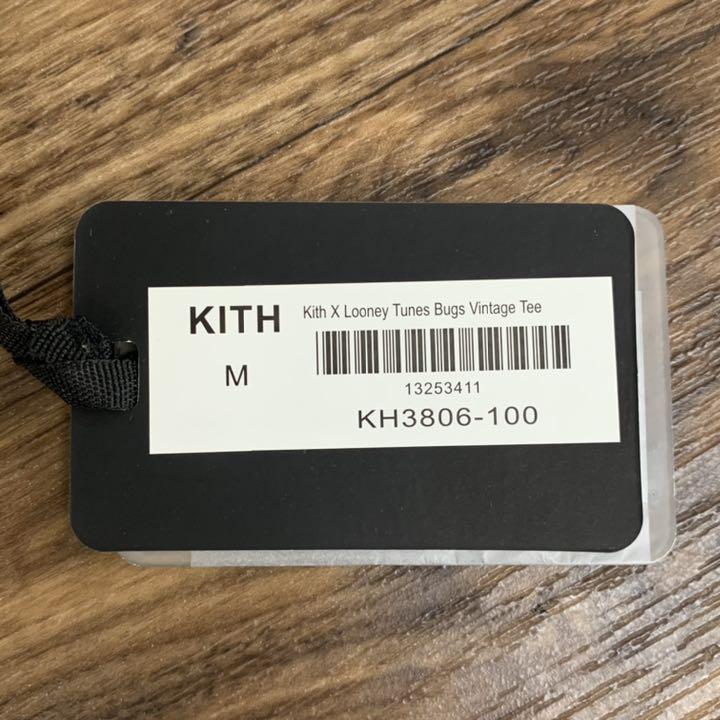 KITH
Kith X Looney Tunes Bugs Vintage Tee
M
13253411
KH3806-100